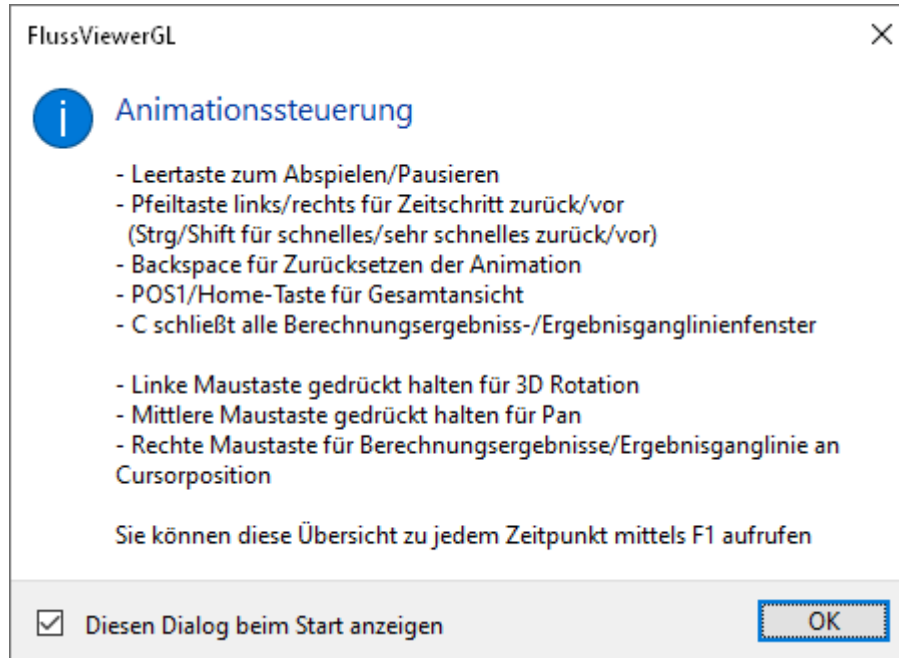 FlussViewerGL
Animationssteuerung
- Leertaste zum Abspielen/Pausieren
- Pfeiltaste links/rechts für Zeitschritt zurück/vor
(Strg/Shift für schnelles/sehr schnelles zurück/vor)
- Backspace für Zurücksetzen der Animation
- POS1/Home-Taste für Gesamtansicht
- C schließt alle Berechnungsergebniss-/Ergebnisganglinienfenster
- Linke Maustaste gedrückt halten für 3D Rotation
- Mittlere Maustaste gedrückt halten für Pan
- Rechte Maustaste für Berechnungsergebnisse/Ergebnisganglinie an
Cursorposition
Sie können diese Übersicht zu jedem Zeitpunkt mittels F1 aufrufen
Diesen Dialog beim Start anzeigen
OK